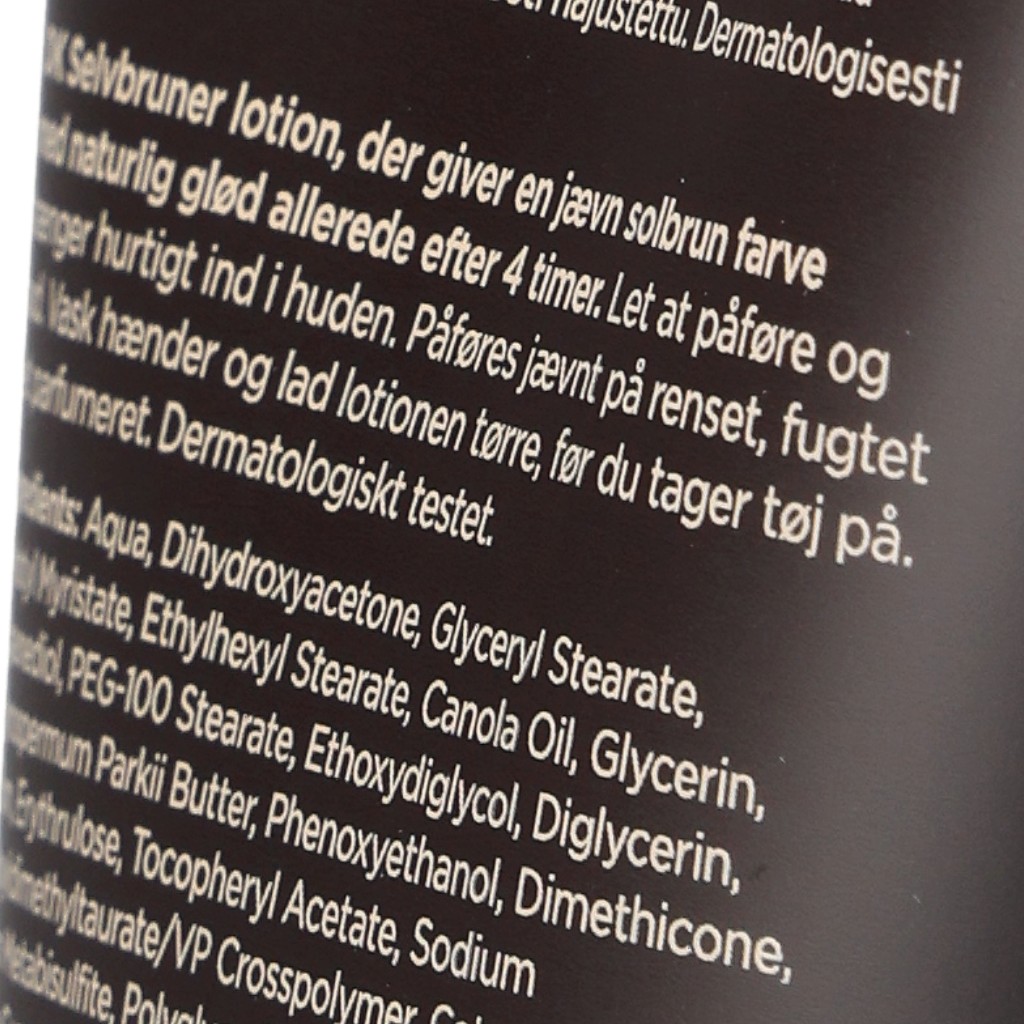 hajustettu. Dermatologisesti
DK Selvbruner lotion, der giver en jævn solbrun farve
naturlig glød allerede efter 4 timer. Let at påføre og
hurtigt ind i huden. Påføres jævnt på renset, fugtet
Vask hænder og lad lotionen tørre, før du tager tøj på.
parfumeret. Dermatologiskt testet.
Aqua, Dihydroxyacetone, Glyceryl Stearate,
Myristate, Ethylhexyl Stearate, Canola Oil, Glycerin,
PEG-100 Stearate, Ethoxydiglycol, Diglycerin,
Parkii Butter, Phenoxyethanol, Dimethicone,
Erythrulose, Tocopheryl Acetate, Sodium
VP Crosspolymer,
Metabisulfite,